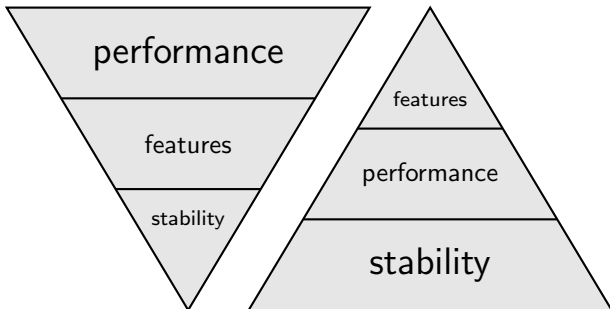 performance
features
stability
features
performance
stability